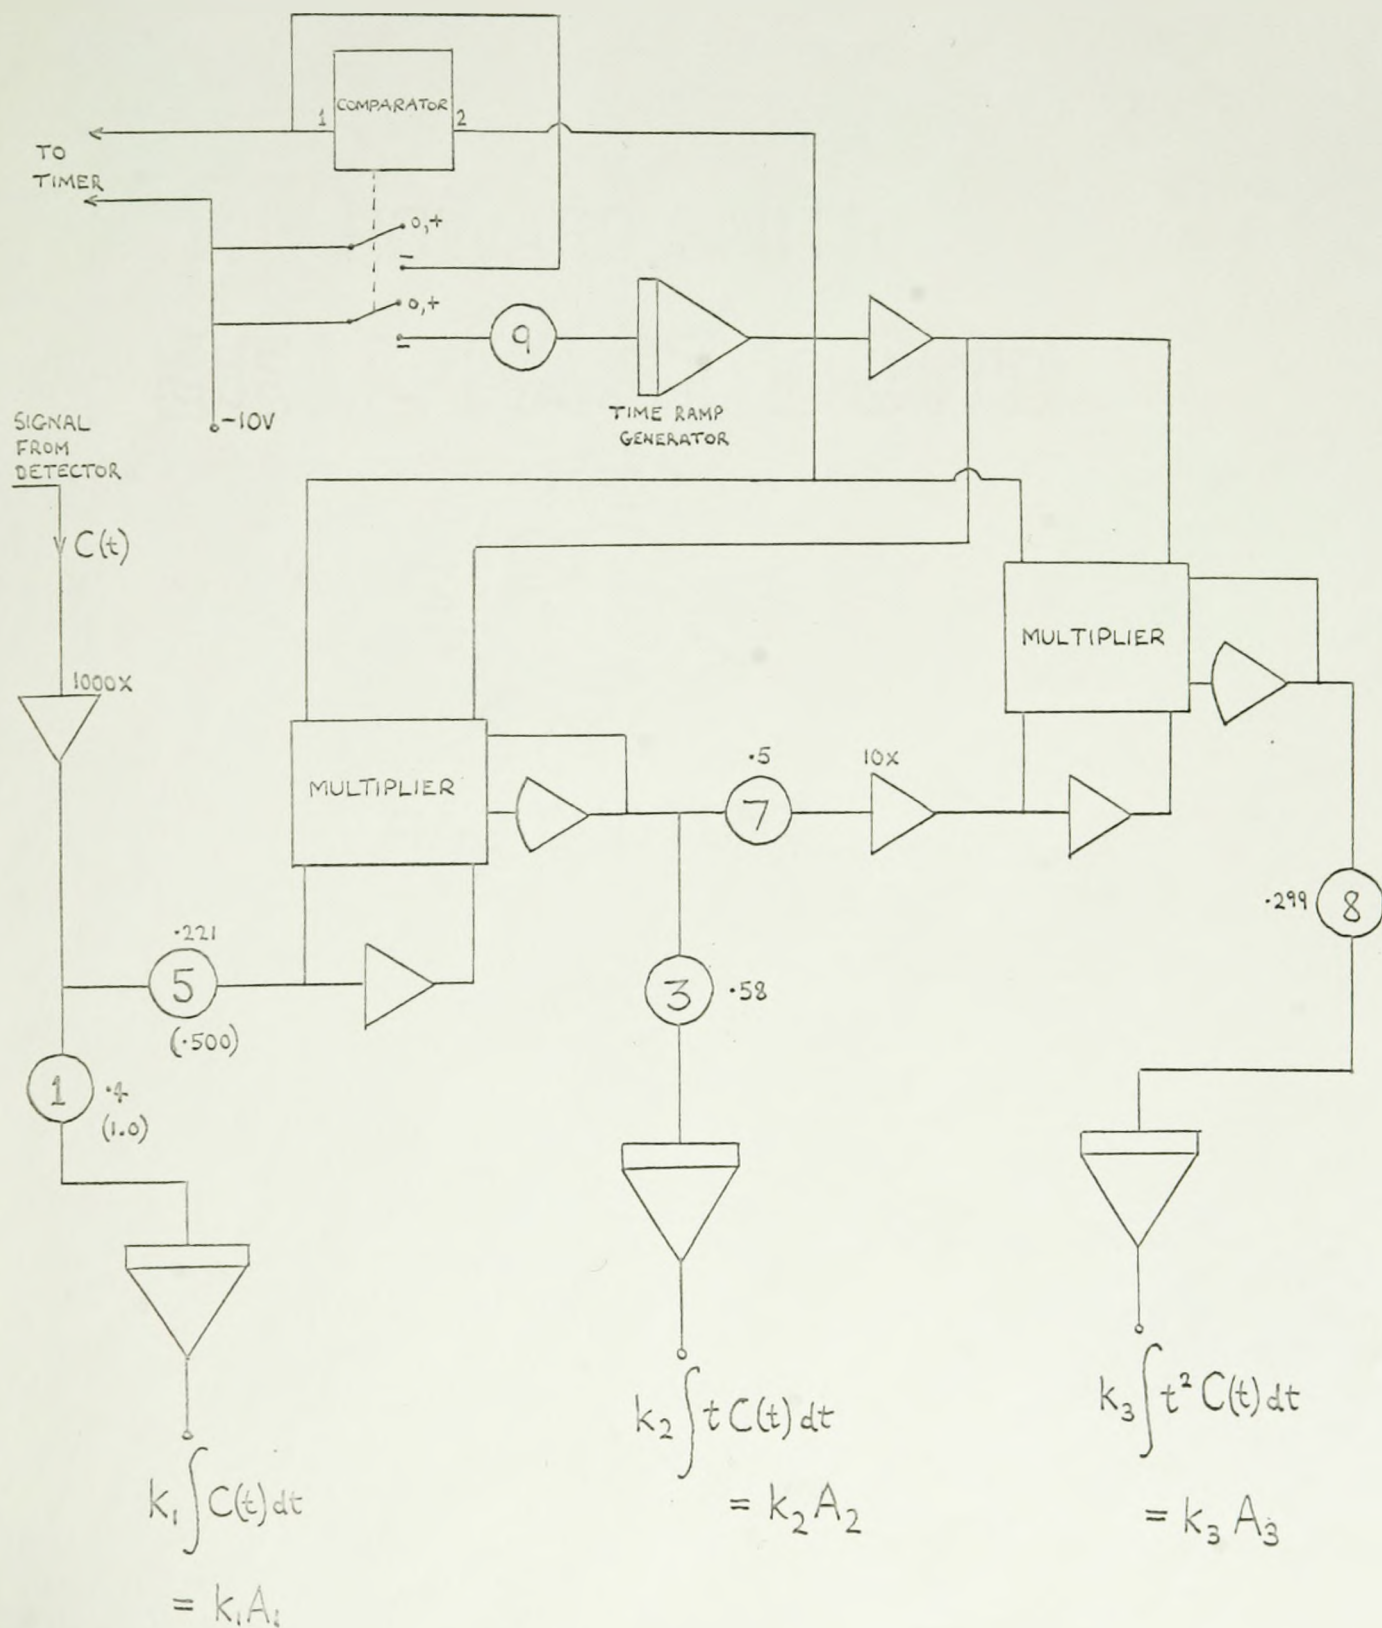 COMPARATOR
1
2
TO
TIMER
0,+
−
0,+
−
9
−10V
TIME RAMP
GENERATOR
SIGNAL
FROM
DETECTOR
C(t)
1000X
MULTIPLIER
MULTIPLIER
·5
7
10X
·299
8
·221
5
(·500)
3
·58
1
·4
(1.0)
k₁∫C(t)dt
= k₁A₁
k₂∫t C(t) dt
= k₂A₂
k₃∫t² C(t) dt
= k₃ A₃